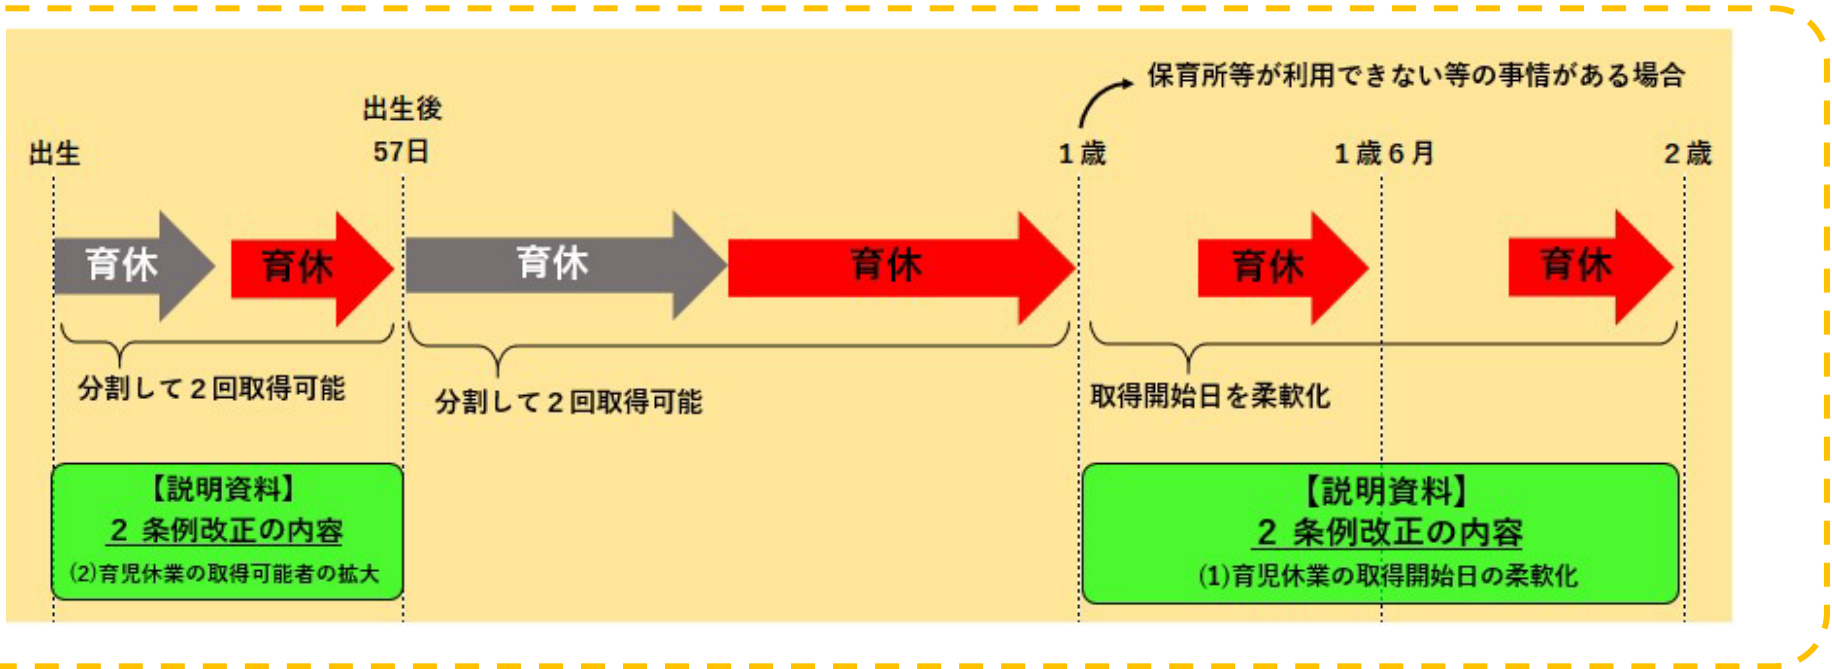 保育所等が利用できない等の事情がある場合
出生
出生後
57日
1歳
1歳6月
2歳
育休
育休
育休
育休
育休
育休
分割して2回取得可能
分割して2回取得可能
取得開始日を柔軟化
【説明資料】
2 条例改正の内容
(2)育児休業の取得可能者の拡大
【説明資料】
2 条例改正の内容
(1)育児休業の取得開始日の柔軟化